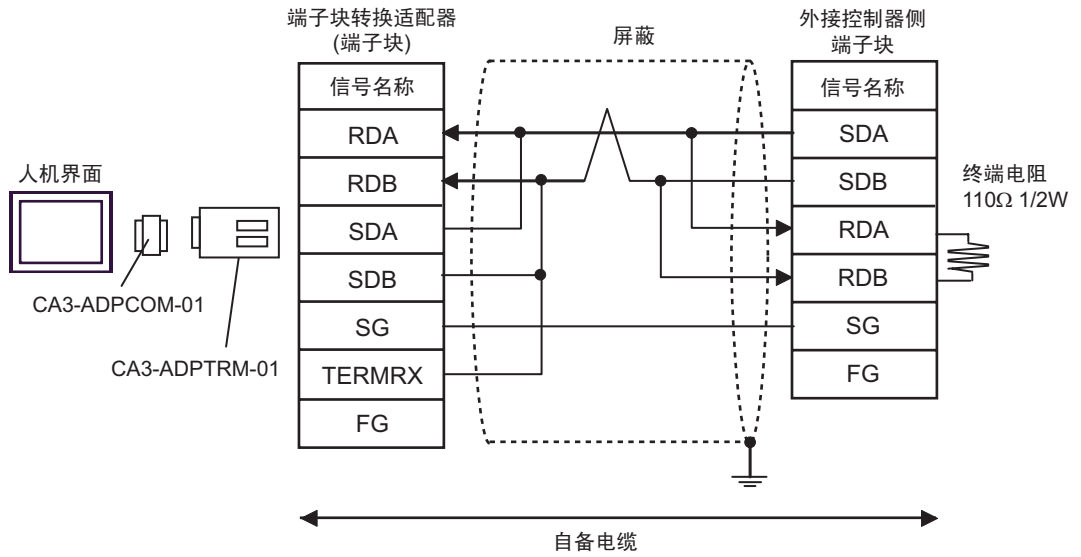 端子块转换适配器
(端子块)
屏蔽
外接控制器侧
端子块
信号名称
RDA
RDB
SDA
SDB
SG
TERMRX
FG
信号名称
SDA
SDB
RDA
RDB
SG
FG
人机界面
CA3-ADPCOM-01
CA3-ADPTRM-01
终端电阻
110Ω 1/2W
自备电缆